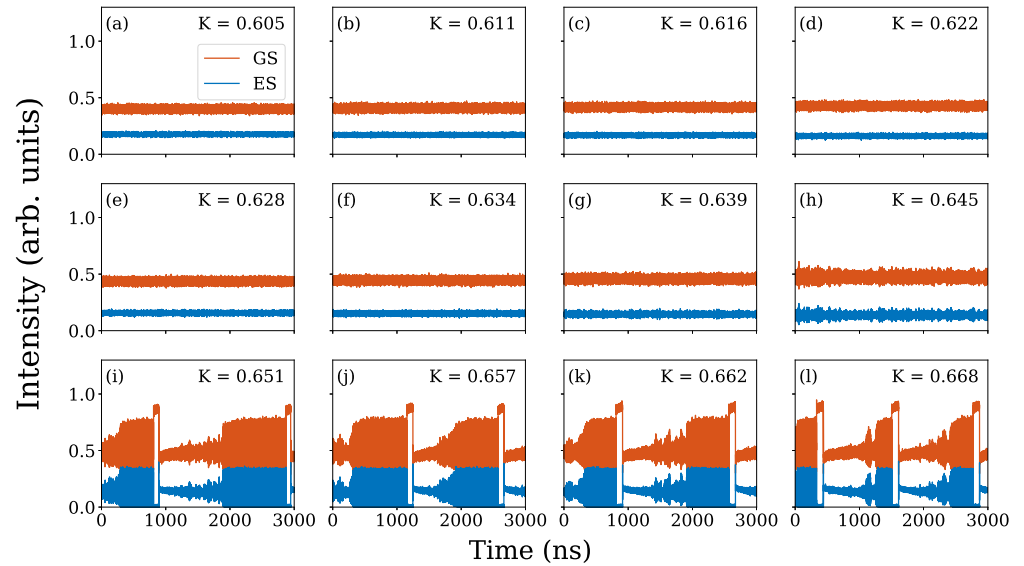 (a) K = 0.605
(b) K = 0.611
(c) K = 0.616
(d) K = 0.622
GS
ES
1.0
0.5
0.0
(e) K = 0.628
(f) K = 0.634
(g) K = 0.639
(h) K = 0.645
1.0
0.5
0.0
(i) K = 0.651
(j) K = 0.657
(k) K = 0.662
(l) K = 0.668
1.0
0.5
0.0
0 1000 2000 3000
0 1000 2000 3000
0 1000 2000 3000
0 1000 2000 3000
Intensity (arb. units)
Time (ns)